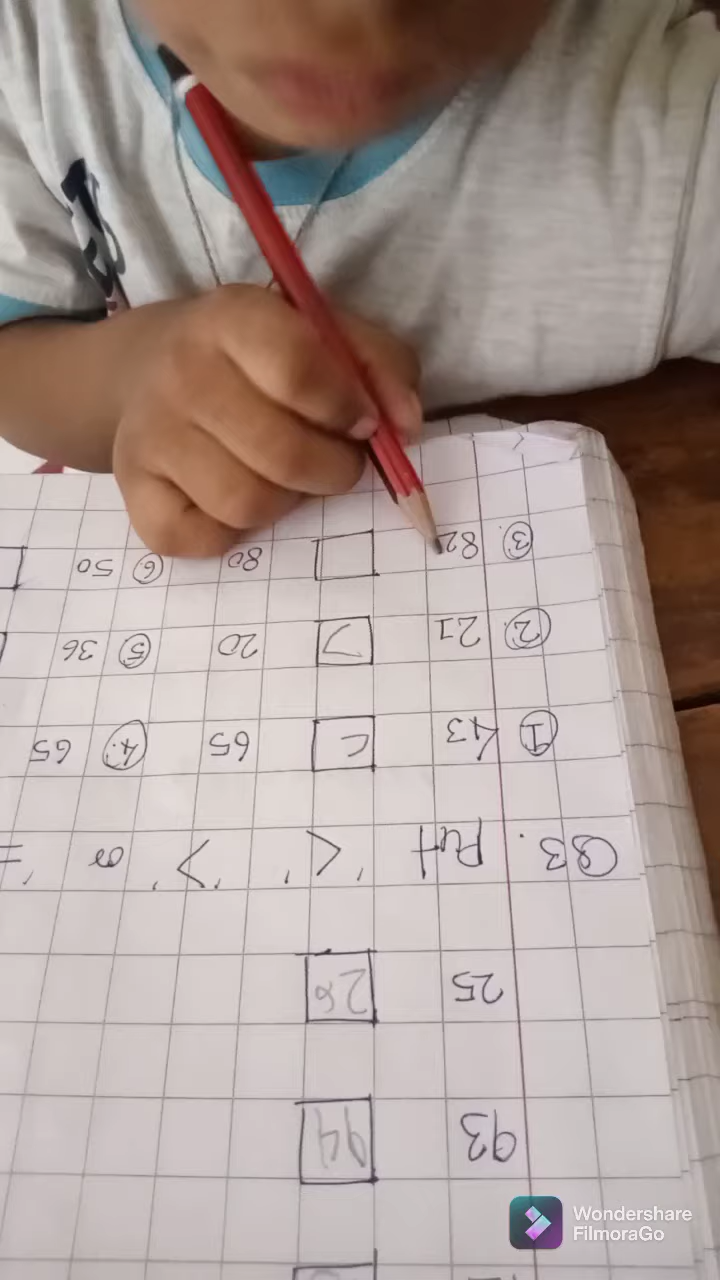 93 94
25 26
Q3. Put '<', '>' or '=
① 43 < 65 ④. 65
②. 21 > 20 ⑤ 36
③. 82 80 ⑥ 50
Wondershare
FilmoraGo